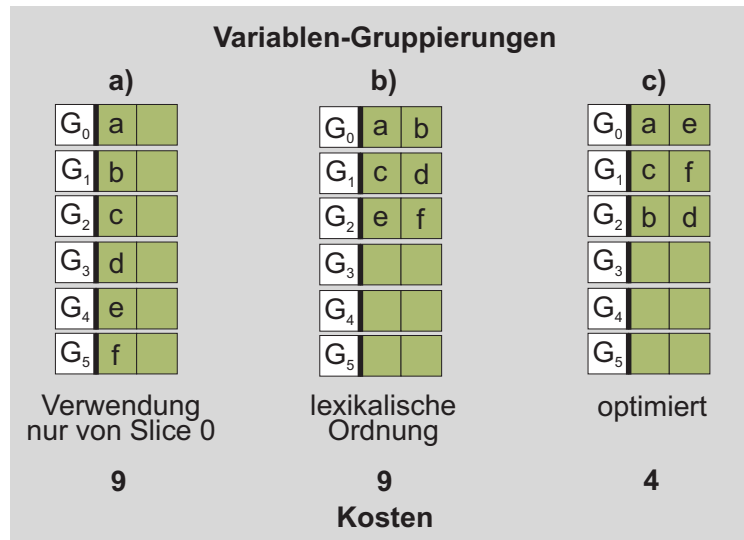 Variablen-Gruppierungen
a) b) c)
G₀ a G₀ a b G₀ a e
G₁ b G₁ c d G₁ c f
G₂ c G₂ e f G₂ b d
G₃ d G₃ G₃
G₄ e G₄ G₄
G₅ f G₅ G₅
Verwendung lexikalische optimiert
nur von Slice 0 Ordnung
9 9 4
Kosten